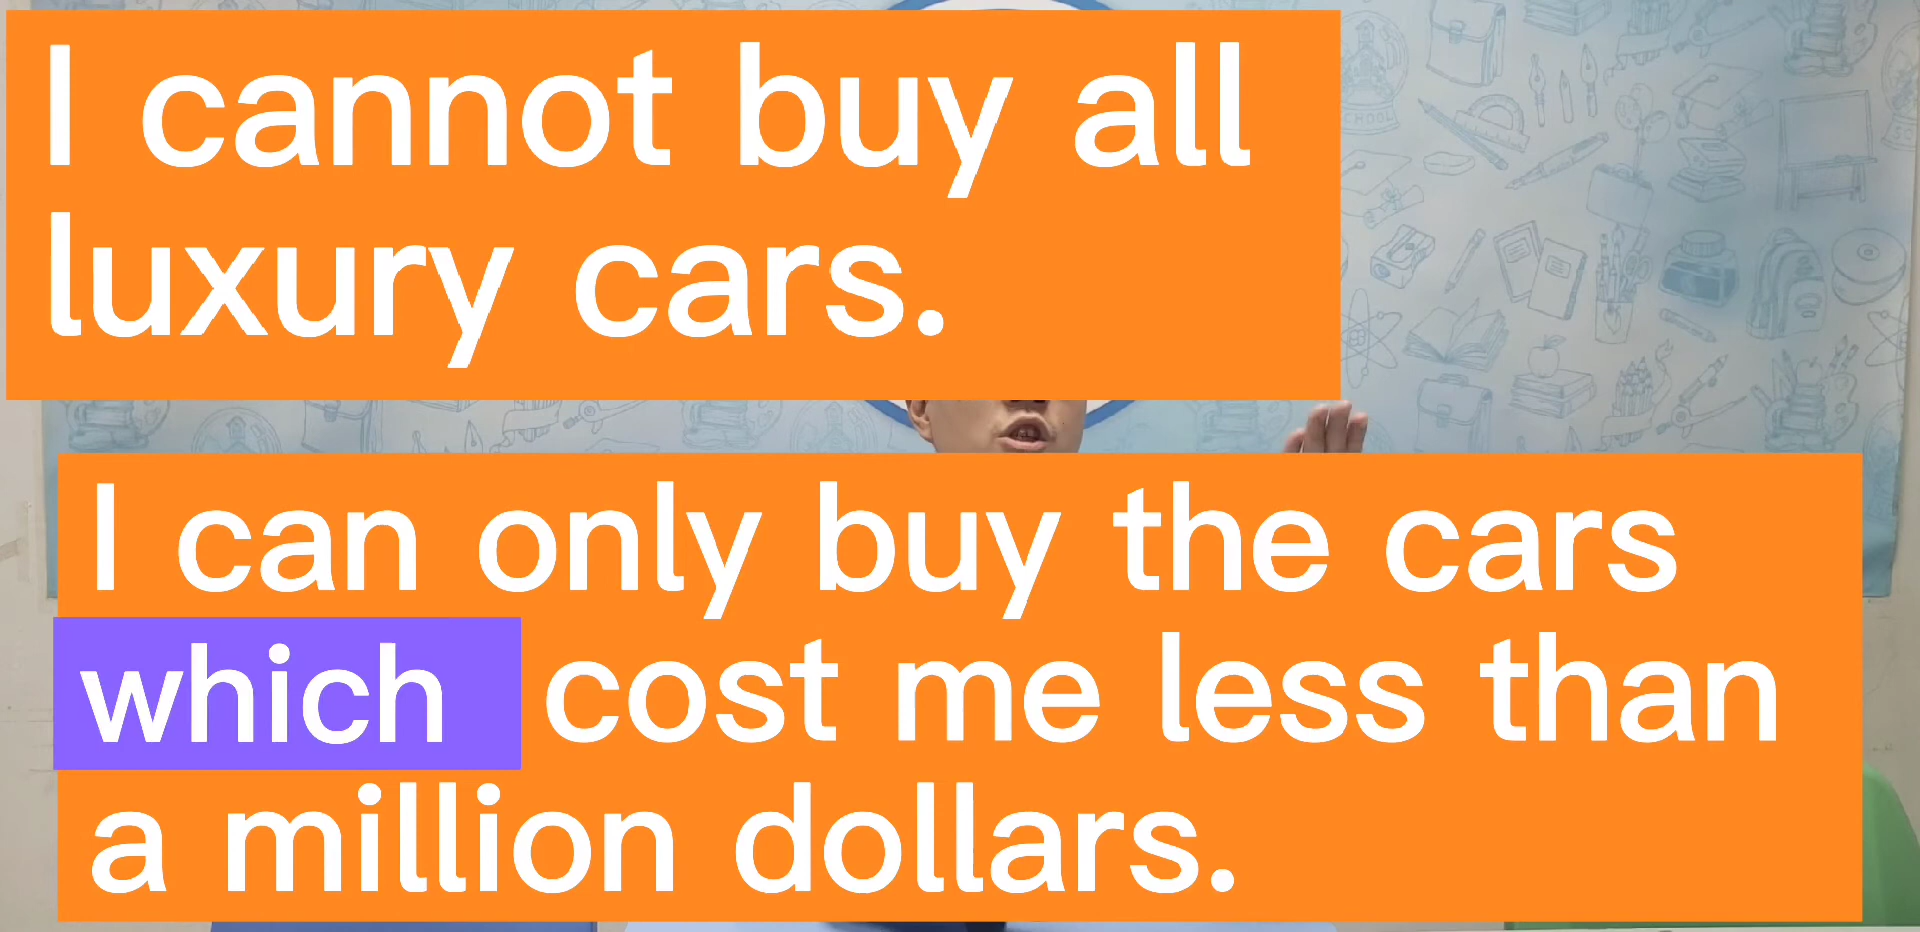 I cannot buy all
luxury cars.
I can only buy the cars
which cost me less than
a million dollars.